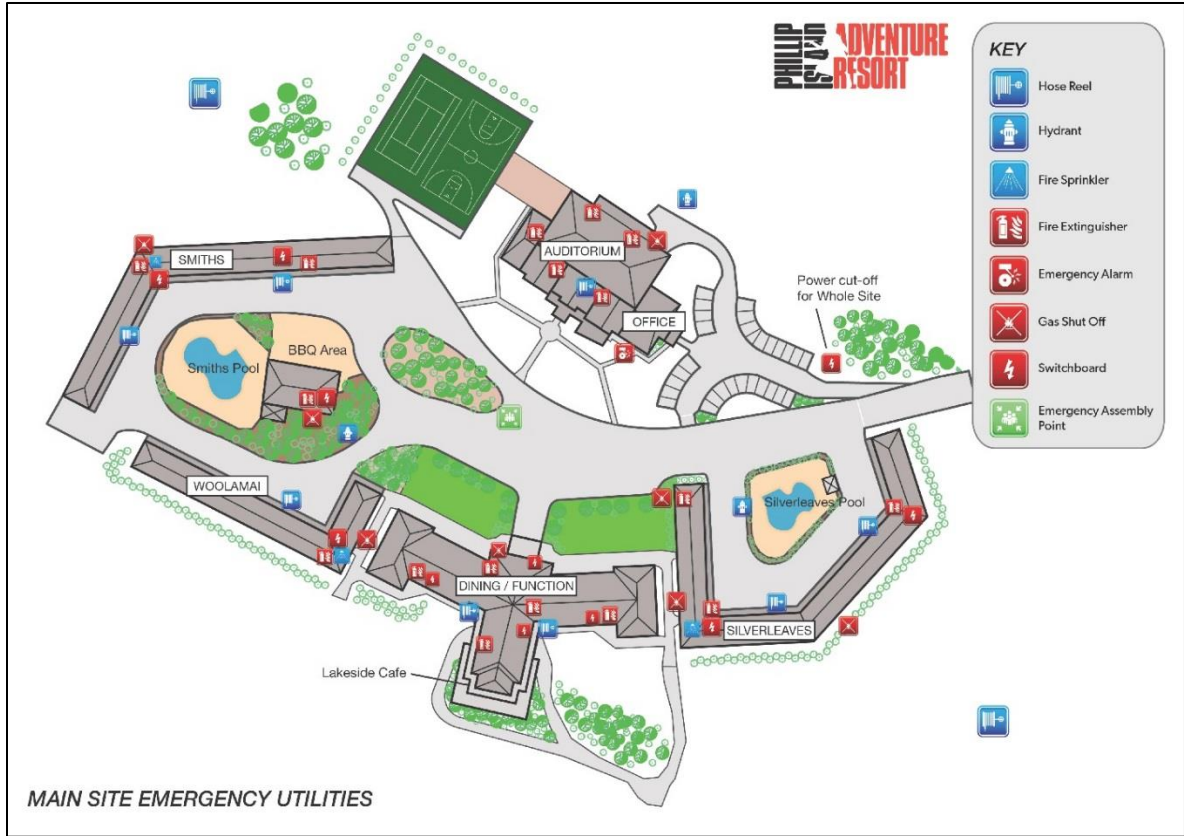 PHILLIP
ISLAND
ADVENTURE
RESORT
KEY
Hose Reel
Hydrant
Fire Sprinkler
Fire Extinguisher
Emergency Alarm
Gas Shut Off
Switchboard
Emergency Assembly
Point
SMITHS
AUDITORIUM
OFFICE
Power cut-off
for Whole Site
BBQ Area
Smiths Pool
WOOLAMAI
Silverleaves Pool
DINING / FUNCTION
SILVERLEAVES
Lakeside Cafe
MAIN SITE EMERGENCY UTILITIES